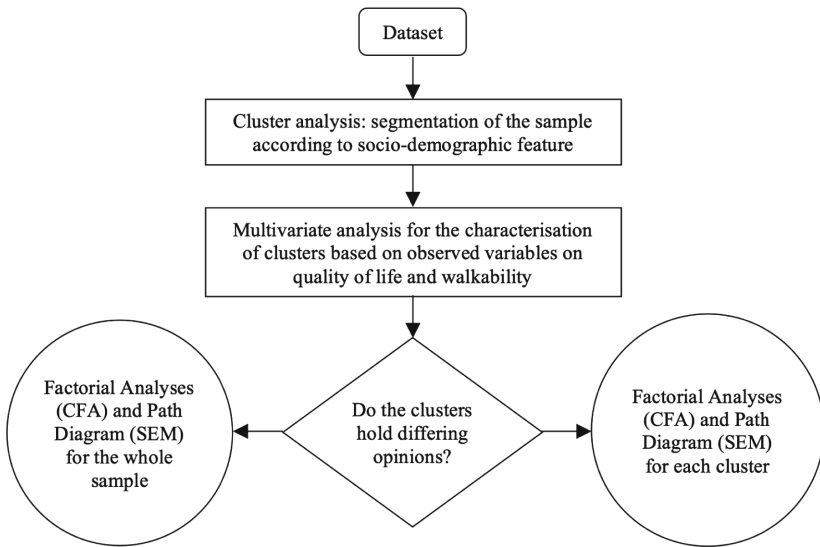 Dataset
Cluster analysis: segmentation of the sample
according to socio-demographic feature
Multivariate analysis for the characterisation
of clusters based on observed variables on
quality of life and walkability
Factorial Analyses
(CFA) and Path
Diagram (SEM)
for the whole
sample
Do the clusters
hold differing
opinions?
Factorial Analyses
(CFA) and Path
Diagram (SEM)
for each cluster